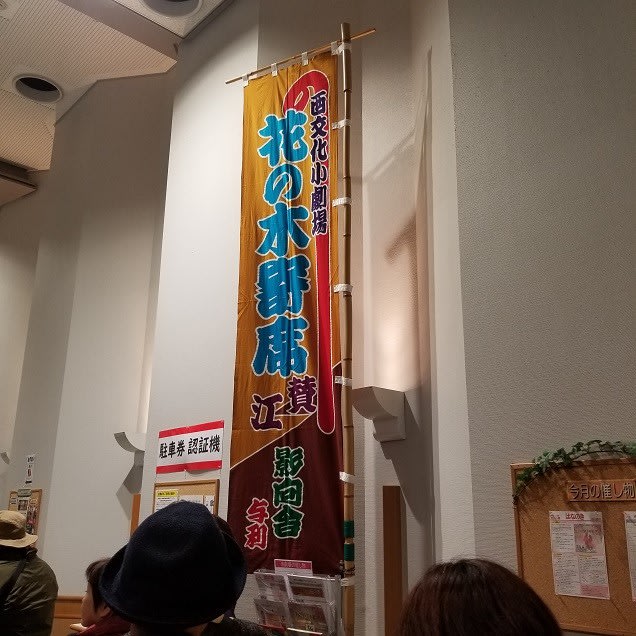 の
西文化小劇場
花の木寄席
賛
江
影向舎
与利
駐車券 認証機
今月の催し物